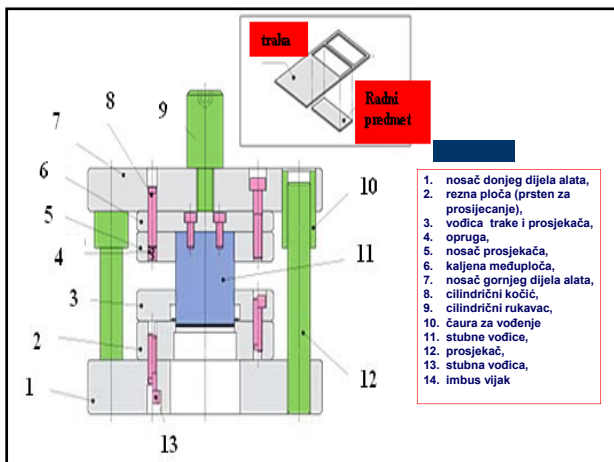 traka
Radni
predmet
9
8
7
6
5
4
3
2
1
10
11
12
13
1. nosač donjeg dijela alata,
2. rezna ploča (prsten za
prosijecanje),
3. vođica trake i prosjekača,
4. opruga,
5. nosač prosjekača,
6. kaljena međuploča,
7. nosač gornjeg dijela alata,
8. cilindrični kočić,
9. cilindrični rukavac,
10. čaura za vođenje
11. stubne vođice,
12. prosjekač,
13. stubna vođica,
14. imbus vijak